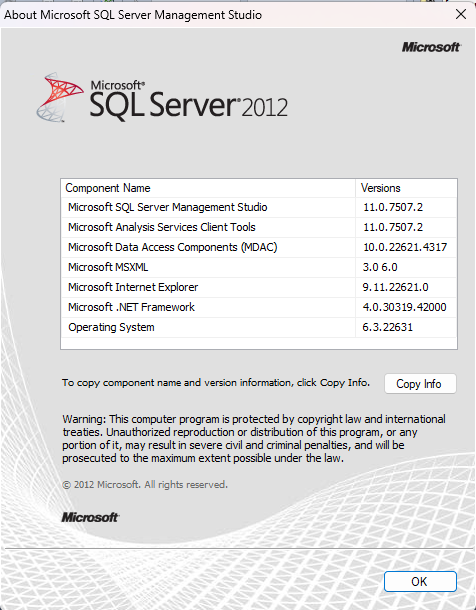 About Microsoft SQL Server Management Studio
Microsoft
Microsoft®
SQL Server® 2012
Component Name Versions
Microsoft SQL Server Management Studio 11.0.7507.2
Microsoft Analysis Services Client Tools 11.0.7507.2
Microsoft Data Access Components (MDAC) 10.0.22621.4317
Microsoft MSXML 3.0 6.0
Microsoft Internet Explorer 9.11.22621.0
Microsoft .NET Framework 4.0.30319.42000
Operating System 6.3.22631
To copy component name and version information, click Copy Info. Copy Info
Warning: This computer program is protected by copyright law and international
treaties. Unauthorized reproduction or distribution of this program, or any
portion of it, may result in severe civil and criminal penalties, and will be
prosecuted to the maximum extent possible under the law.
© 2012 Microsoft. All rights reserved.
Microsoft
OK